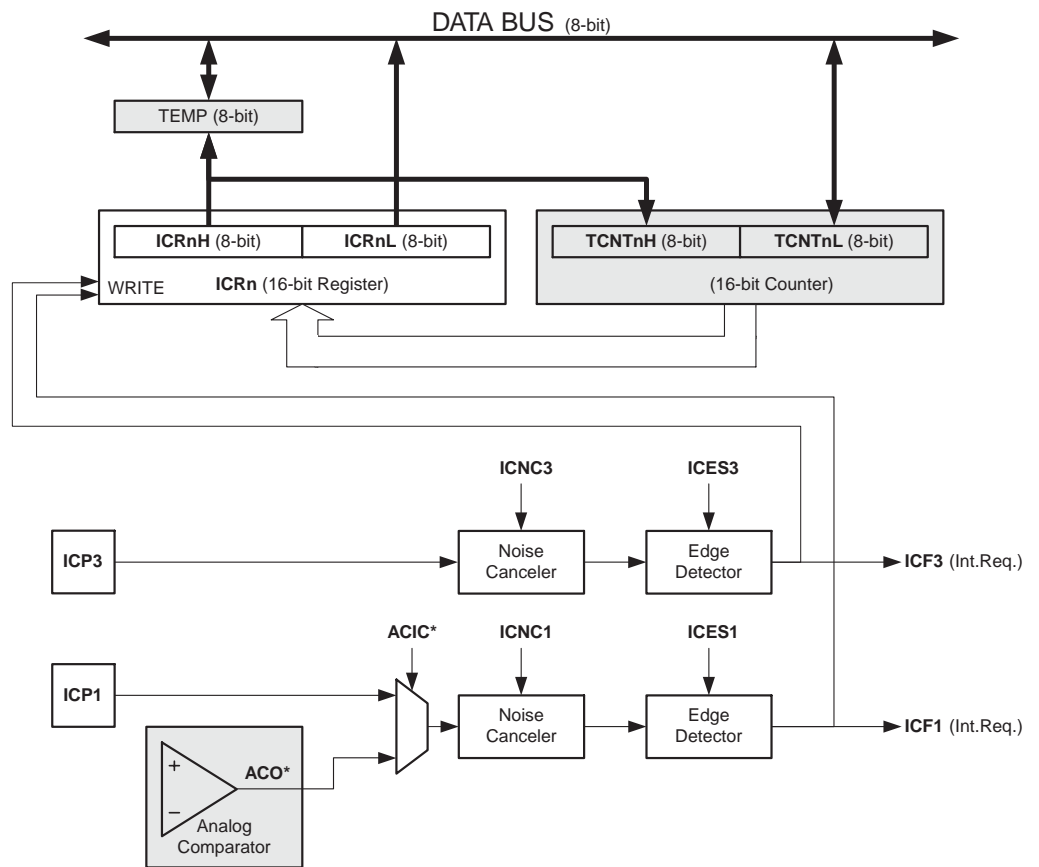 DATA BUS (8-bit)
TEMP (8-bit)
ICRnH (8-bit) ICRnL (8-bit)
WRITE ICRn (16-bit Register)
TCNTnH (8-bit) TCNTnL (8-bit)
(16-bit Counter)
ICNC3 ICES3
ICP3
Noise
Canceler
Edge
Detector
ICF3 (Int.Req.)
ACIC* ICNC1 ICES1
ICP1
Noise
Canceler
Edge
Detector
ICF1 (Int.Req.)
+
−
ACO*
Analog
Comparator